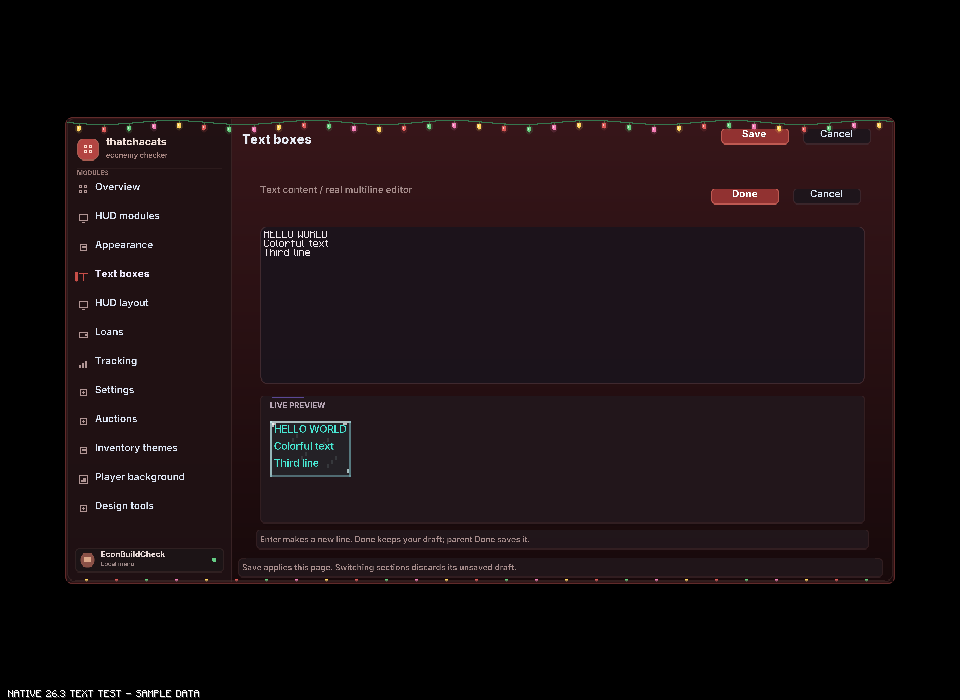 thatchacats
economy checker
MODULES
Overview
HUD modules
Appearance
Text boxes
HUD layout
Loans
Tracking
Settings
Auctions
Inventory themes
Player background
Design tools
EconBuildCheck
Local menu
Text boxes
Save
Cancel
Text content / real multiline editor
Done
Cancel
HELLO WORLD
Colorful text
Third line
LIVE PREVIEW
HELLO WORLD
Colorful text
Third line
Enter makes a new line. Done keeps your draft; parent Done saves it.
Save applies this page. Switching sections discards its unsaved draft.
NATIVE 26.3 TEXT TEST – SAMPLE DATA